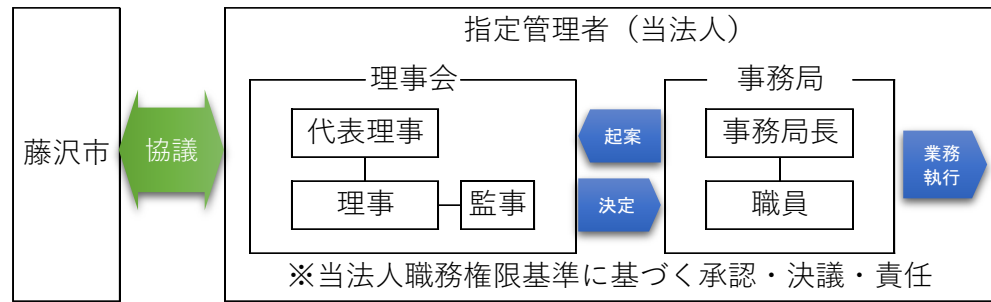 指定管理者（当法人）
藤沢市
協議
理事会
代表理事
理事
監事
起案
決定
事務局
事務局長
職員
業務
執行
※当法人職務権限基準に基づく承認・決議・責任